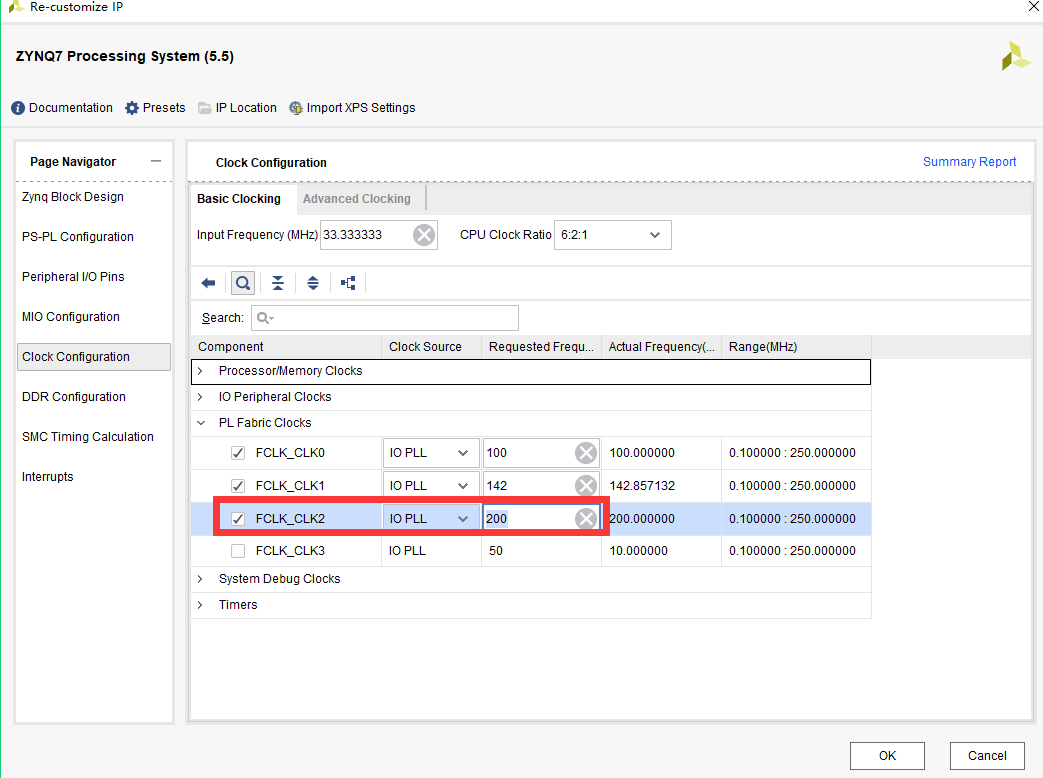 Re-customize IP
ZYNQ7 Processing System (5.5)
Documentation Presets IP Location Import XPS Settings
Page Navigator
Zynq Block Design
PS-PL Configuration
Peripheral I/O Pins
MIO Configuration
Clock Configuration
DDR Configuration
SMC Timing Calculation
Interrupts
Clock Configuration Summary Report
Basic Clocking Advanced Clocking
Input Frequency (MHz) 33.333333 CPU Clock Ratio 6:2:1
Search:
Component Clock Source Requested Frequ... Actual Frequency(... Range(MHz)
Processor/Memory Clocks
IO Peripheral Clocks
PL Fabric Clocks
FCLK_CLK0 IO PLL 100 100.000000 0.100000 : 250.000000
FCLK_CLK1 IO PLL 142 142.857132 0.100000 : 250.000000
FCLK_CLK2 IO PLL 200 200.000000 0.100000 : 250.000000
FCLK_CLK3 IO PLL 50 10.000000 0.100000 : 250.000000
System Debug Clocks
Timers
OK Cancel